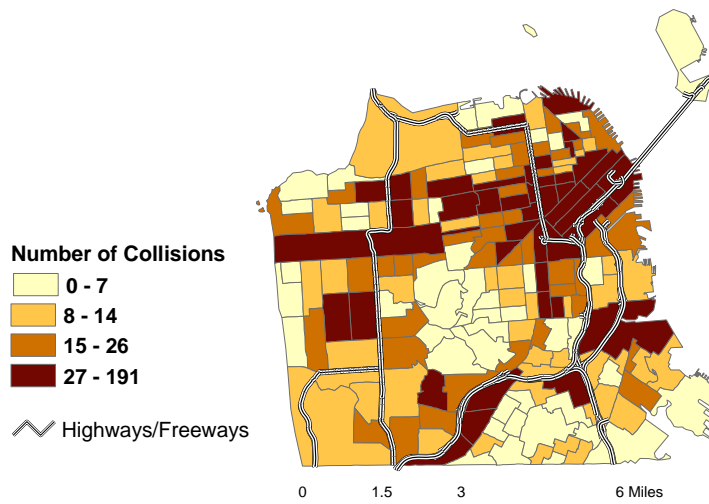 Number of Collisions
0 - 7
8 - 14
15 - 26
27 - 191
Highways/Freeways
0 1.5 3 6 Miles